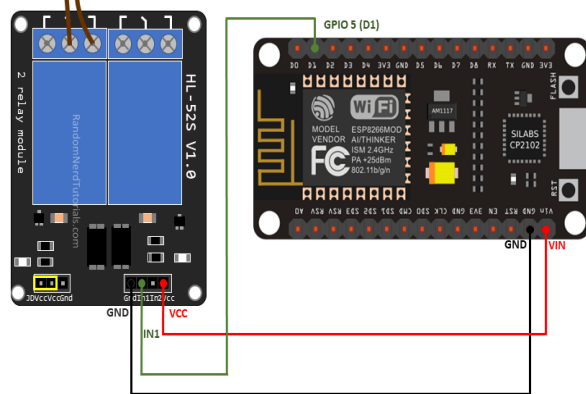 GPIO 5 (D1)
D0 D1 D2 D3 D4 3V3 GND D5 D6 D7 D8 RX TX GND 3V3
FLASH
HL-52S V1.0
2 relay module
RandomNerdTutorials.com
WiFi
MODEL
VENDOR
ESP8266MOD
AI/THINKER
ISM 2.4GHz
PA +25dBm
802.11b/g/n
FC
AM1117
SILABS
CP2102
RST
A0 RSV RSV SD3 SD2 SD1 CMD SD0 CLK GND 3V3 EN RST GND Vin
GND
VIN
JDVccVccGnd
GndIn1In2Vcc
GND
VCC
IN1